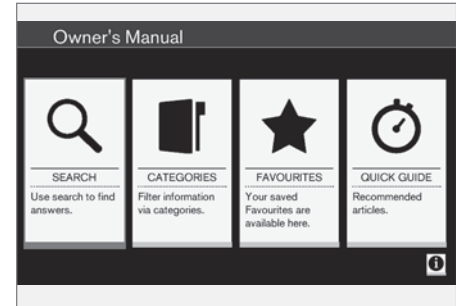 Owner's Manual
SEARCH
Use search to find
answers.
CATEGORIES
Filter information
via categories.
FAVOURITES
Your saved
Favourites are
available here.
QUICK GUIDE
Recommended
articles.
i